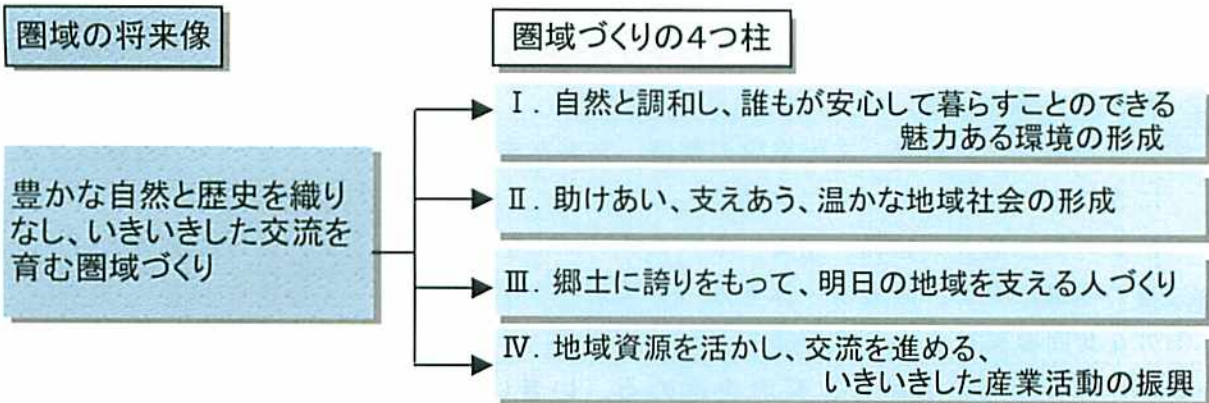 圏域の将来像
圏域づくりの4つ柱
豊かな自然と歴史を織り
なし、いきいきした交流を
育む圏域づくり
Ⅰ. 自然と調和し、誰もが安心して暮らすことのできる
魅力ある環境の形成
Ⅱ. 助けあい、支えあう、温かな地域社会の形成
Ⅲ. 郷土に誇りをもって、明日の地域を支える人づくり
Ⅳ. 地域資源を活かし、交流を進める、
いきいきした産業活動の振興